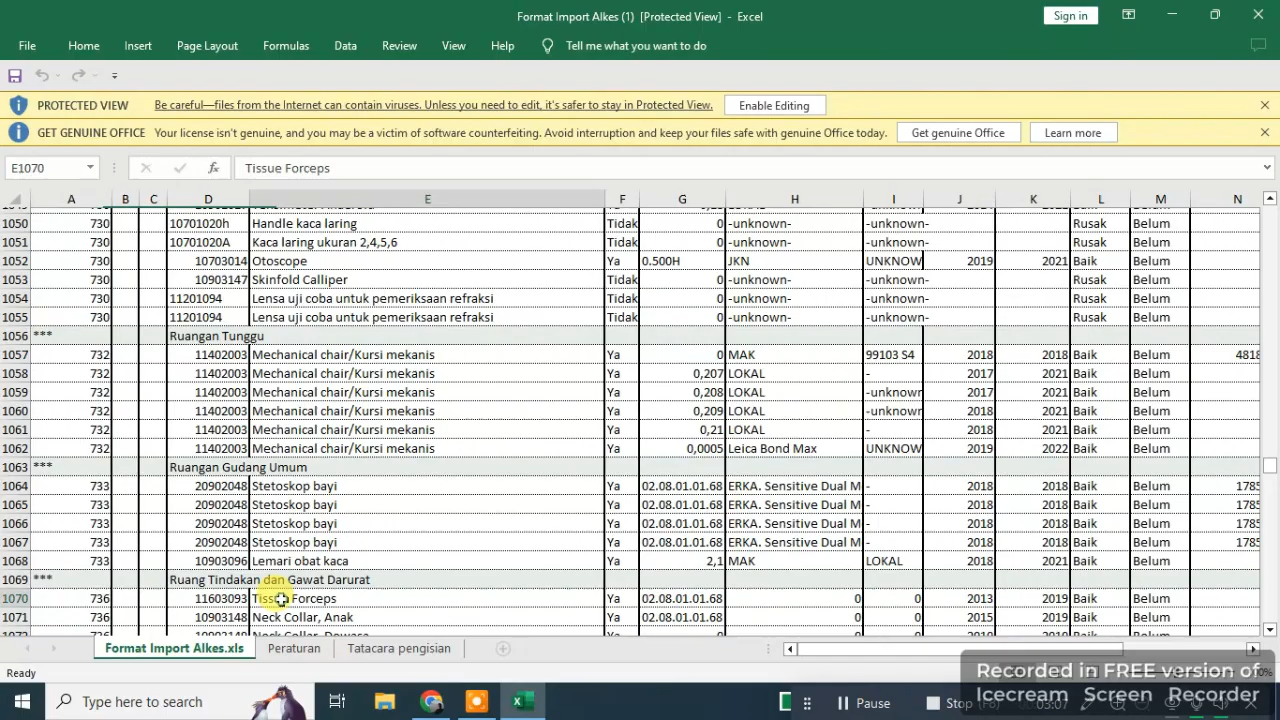 Format Import Alkes (1) [Protected View] - Excel
Sign in
File Home Insert Page Layout Formulas Data Review View Help Tell me what you want to do
PROTECTED VIEW Be careful—files from the Internet can contain viruses. Unless you need to edit, it's safer to stay in Protected View. Enable Editing
GET GENUINE OFFICE Your license isn't genuine, and you may be a victim of software counterfeiting. Avoid interruption and keep your files safe with genuine Office today. Get genuine Office Learn more
E1070 fx Tissue Forceps
A B C D E F G H I J K L M N
1050 730 10701020h Handle kaca laring Tidak 0 -unknown- -unknown- Rusak Belum
1051 730 10701020A Kaca laring ukuran 2,4,5,6 Tidak 0 -unknown- -unknown- Rusak Belum
1052 730 10703014 Otoscope Ya 0.500H JKN UNKNOW 2019 2021 Baik Belum
1053 730 10903147 Skinfold Calliper Tidak 0 -unknown- -unknown- Rusak Belum
1054 730 11201094 Lensa uji coba untuk pemeriksaan refraksi Tidak 0 -unknown- -unknown- Rusak Belum
1055 730 11201094 Lensa uji coba untuk pemeriksaan refraksi Tidak 0 -unknown- -unknown- Rusak Belum
1056 *** Ruangan Tunggu
1057 732 11402003 Mechanical chair/Kursi mekanis Ya 0 MAK 99103 S4 2018 2018 Baik Belum 4818
1058 732 11402003 Mechanical chair/Kursi mekanis Ya 0,207 LOKAL - 2017 2021 Baik Belum
1059 732 11402003 Mechanical chair/Kursi mekanis Ya 0,208 LOKAL -unknowr 2017 2021 Baik Belum
1060 732 11402003 Mechanical chair/Kursi mekanis Ya 0,209 LOKAL -unknowr 2018 2021 Baik Belum
1061 732 11402003 Mechanical chair/Kursi mekanis Ya 0,21 LOKAL - 2018 2021 Baik Belum
1062 732 11402003 Mechanical chair/Kursi mekanis Ya 0,0005 Leica Bond Max UNKNOW 2019 2022 Baik Belum
1063 *** Ruangan Gudang Umum
1064 733 20902048 Stetoskop bayi Ya 02.08.01.01.68 ERKA. Sensitive Dual M - 2018 2018 Baik Belum 1785
1065 733 20902048 Stetoskop bayi Ya 02.08.01.01.68 ERKA. Sensitive Dual M - 2018 2018 Baik Belum 1785
1066 733 20902048 Stetoskop bayi Ya 02.08.01.01.68 ERKA. Sensitive Dual M - 2018 2018 Baik Belum 1785
1067 733 20902048 Stetoskop bayi Ya 02.08.01.01.68 ERKA. Sensitive Dual M - 2018 2018 Baik Belum 1785
1068 733 10903096 Lemari obat kaca Ya 2,1 MAK LOKAL 2018 2021 Baik Belum
1069 *** Ruang Tindakan dan Gawat Darurat
1070 736 11603093 Tissue Forceps Ya 02.08.01.01.68 0 0 2013 2019 Baik Belum
1071 736 10903148 Neck Collar, Anak Ya 02.08.01.01.68 0 0 2015 2019 Baik Belum
Format Import Alkes.xls Peraturan Tatacara pengisian
Ready
Recorded in FREE version of
Icecream Screen Recorder
Type here to search
Pause